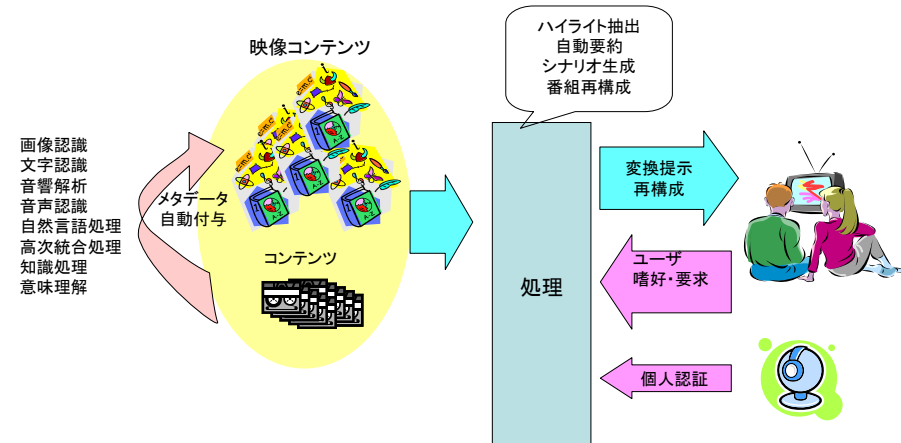 映像コンテンツ
ハイライト抽出
自動要約
シナリオ生成
番組再構成
画像認識
文字認識
音響解析
音声認識
自然言語処理
高次統合処理
知識処理
意味理解
メタデータ
自動付与
コンテンツ
処理
変換提示
再構成
ユーザ
嗜好・要求
個人認証